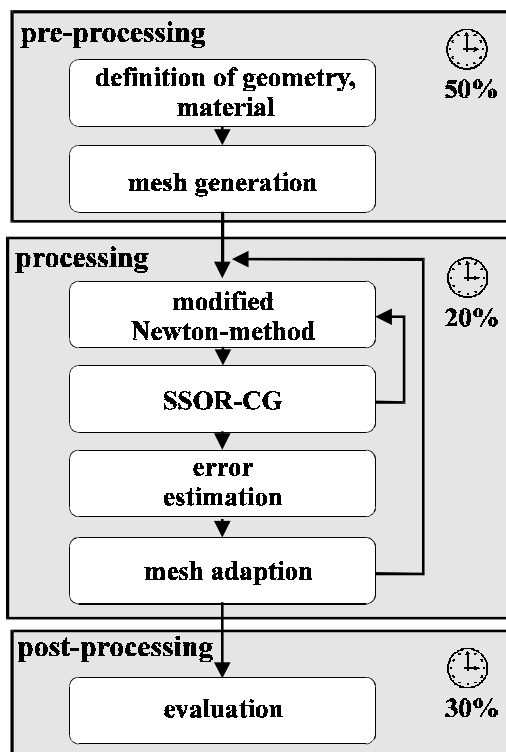 pre-processing
50%
definition of geometry,
material
mesh generation
processing
20%
modified
Newton-method
SSOR-CG
error
estimation
mesh adaption
post-processing
30%
evaluation